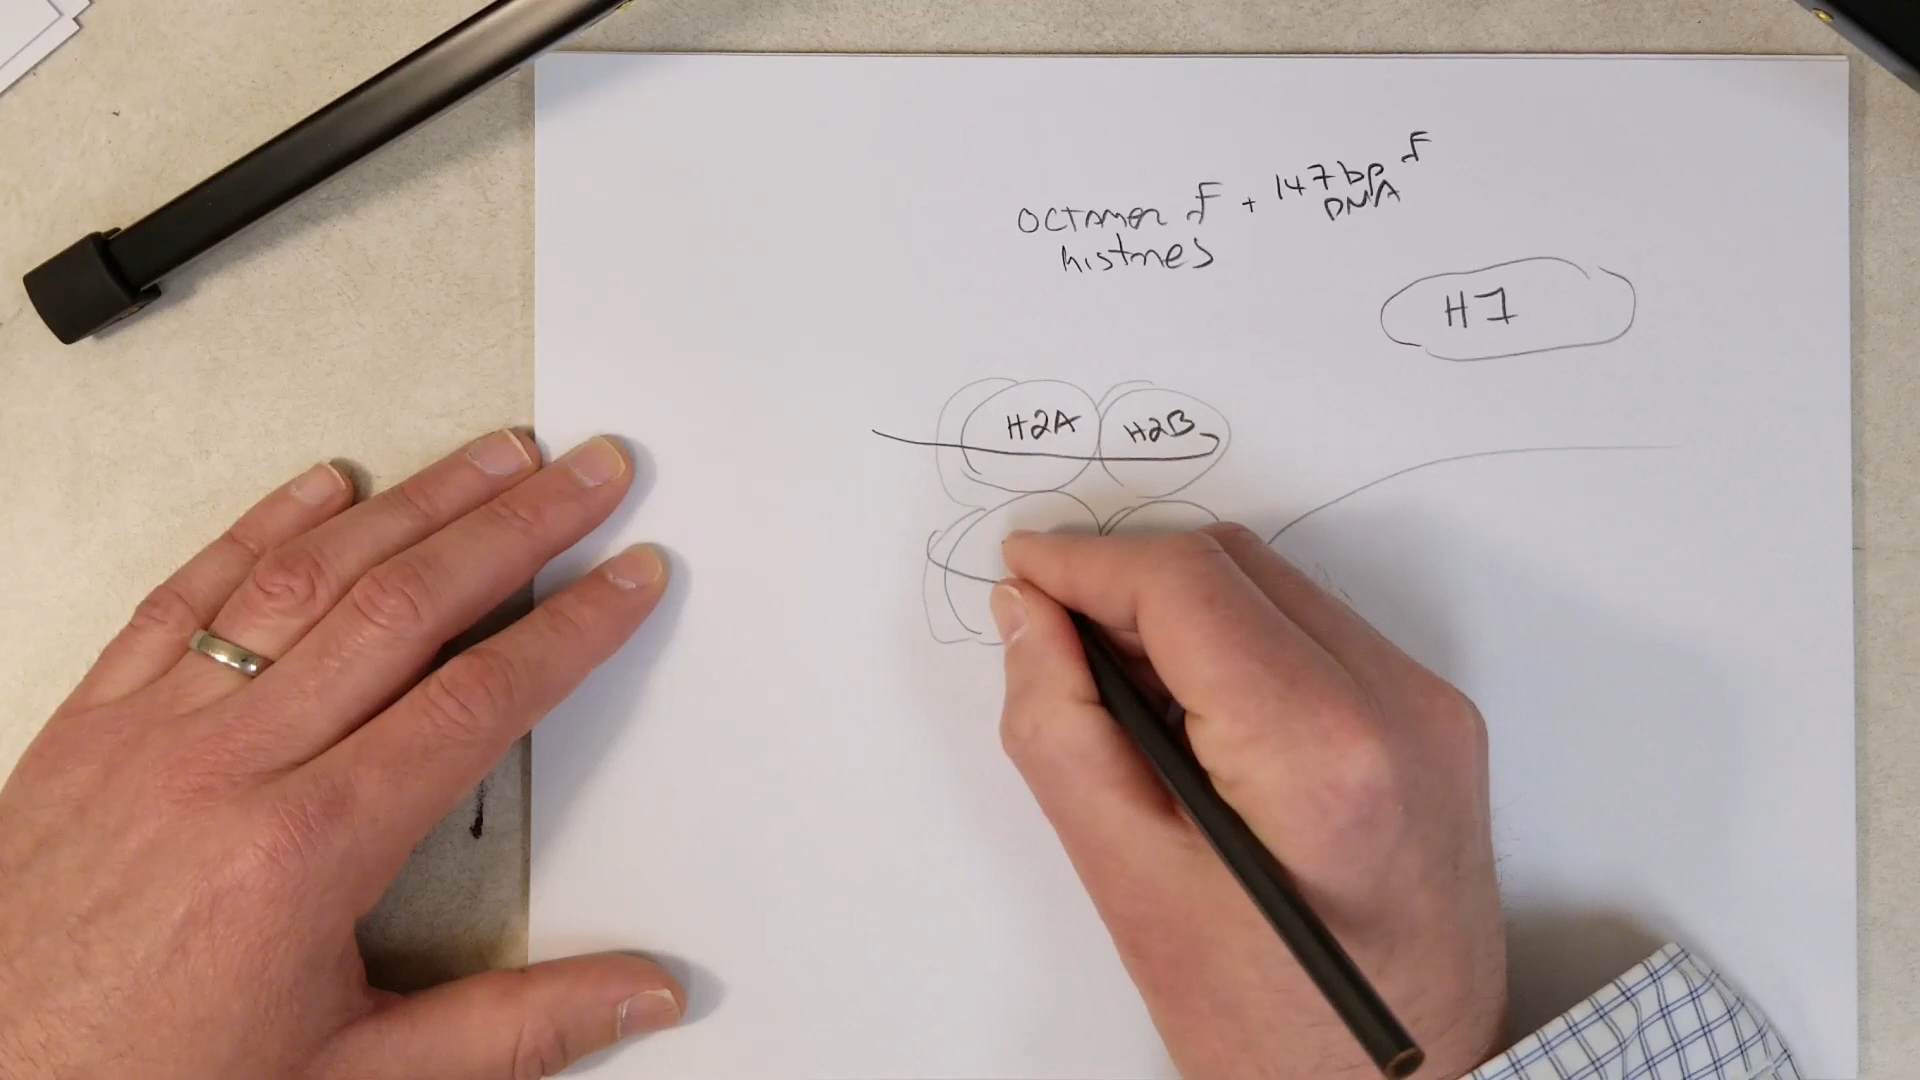 OCTAMER of + 147 bp of
histones DNA
H1
H2A H2B